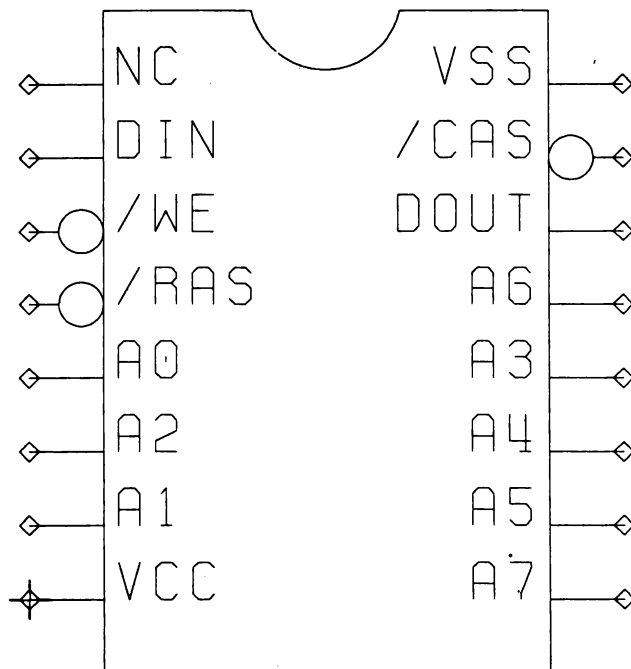 NC VSS
DIN /CAS
/WE DOUT
/RAS A6
A0 A3
A2 A4
A1 A5
VCC A7